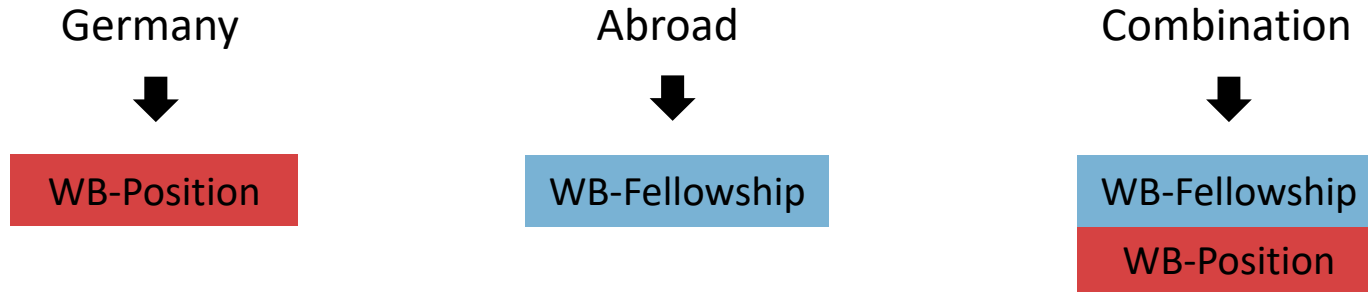 Germany
Abroad
Combination
WB-Position
WB-Fellowship
WB-Fellowship
WB-Position